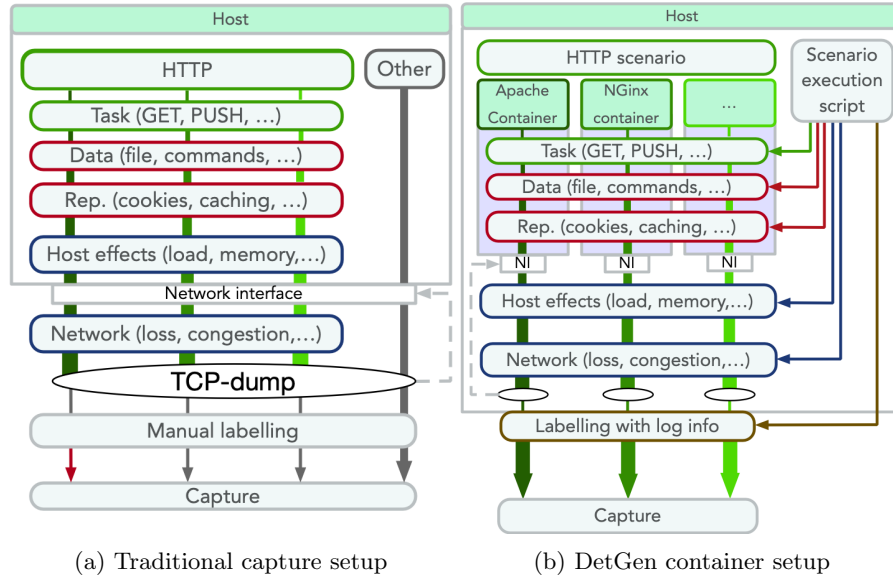 Host
HTTP
Other
Task (GET, PUSH, ...)
Data (file, commands, ...)
Rep. (cookies, caching, ...)
Host effects (load, memory,...)
Network interface
Network (loss, congestion,...)
TCP-dump
Manual labelling
Capture
(a) Traditional capture setup
Host
HTTP scenario
Scenario
execution
script
Apache
Container
NGinx
container
...
Task (GET, PUSH, ...)
Data (file, commands, ...)
Rep. (cookies, caching, ...)
NI
NI
NI
Host effects (load, memory,...)
Network (loss, congestion,...)
Labelling with log info
Capture
(b) DetGen container setup